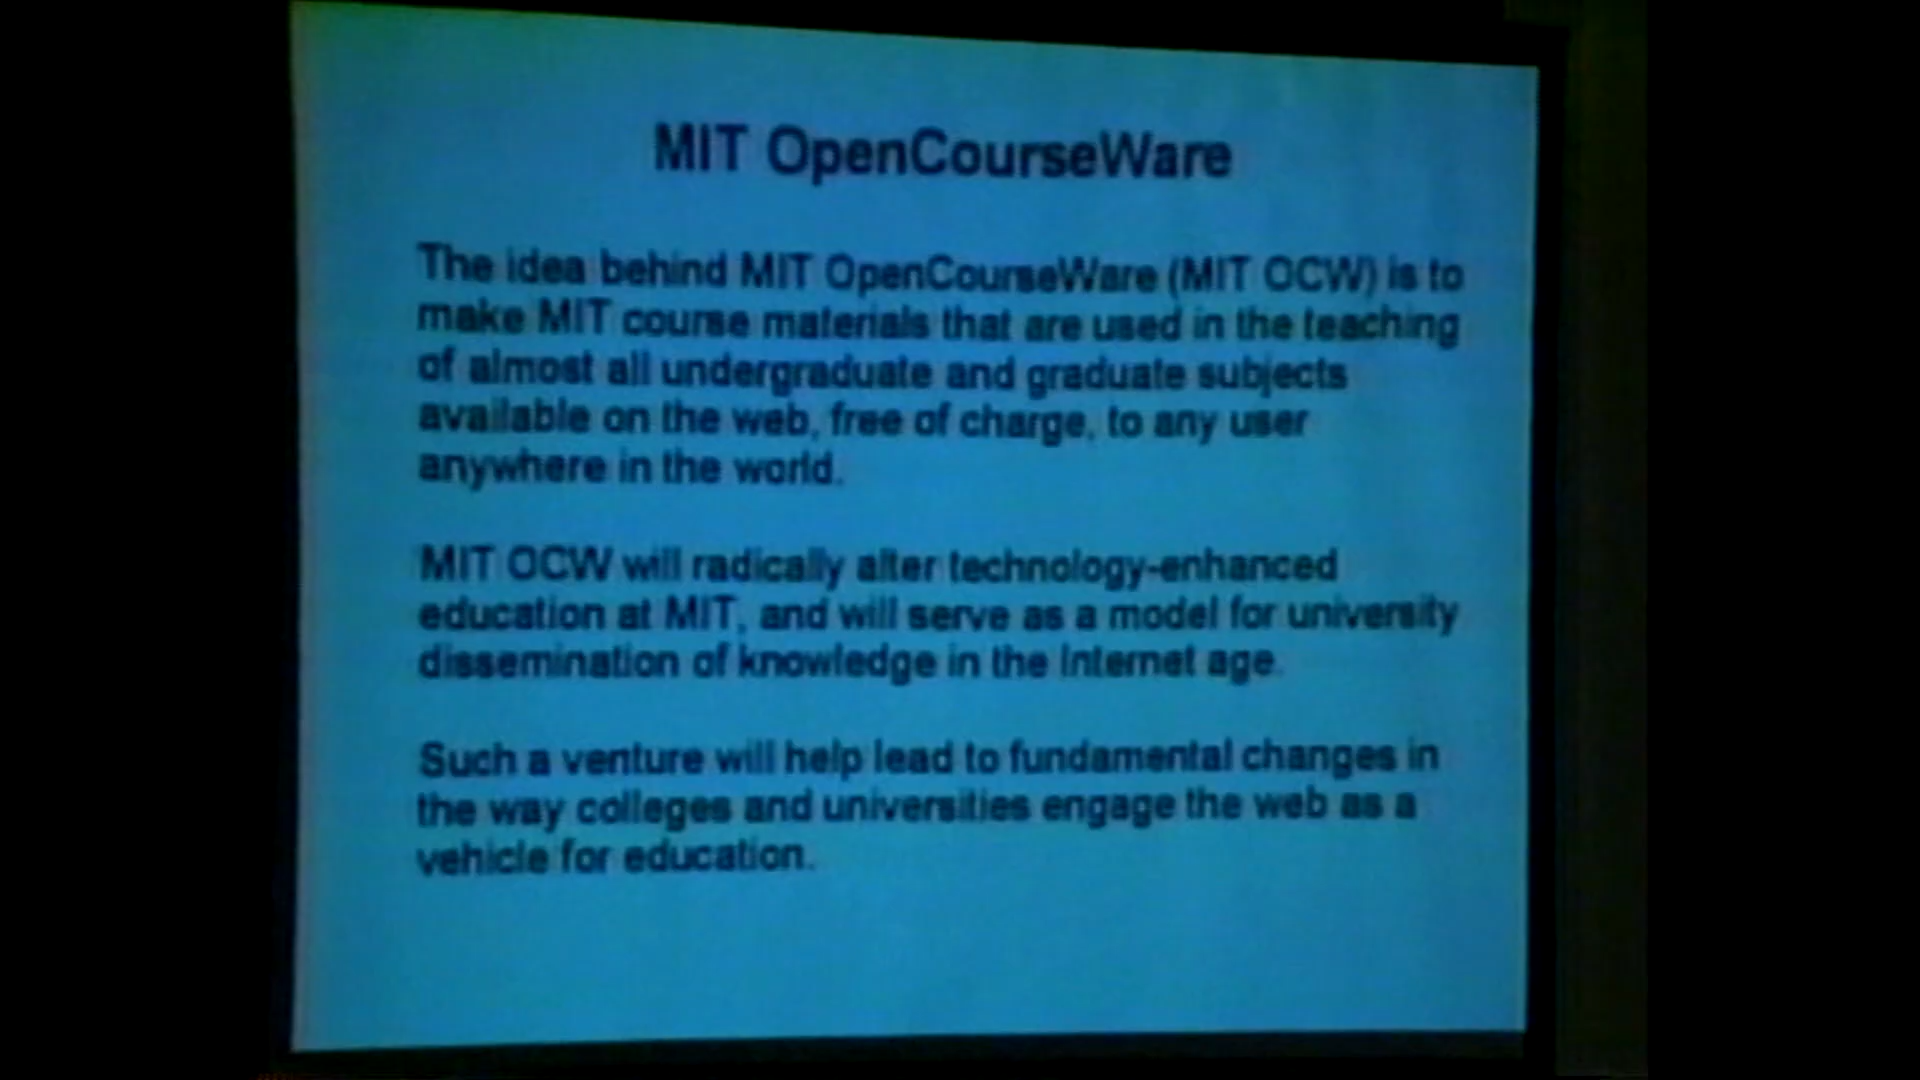 MIT OpenCourseWare
The idea behind MIT OpenCourseWare (MIT OCW) is to
make MIT course materials that are used in the teaching
of almost all undergraduate and graduate subjects
available on the web, free of charge, to any user
anywhere in the world.
MIT OCW will radically alter technology-enhanced
education at MIT, and will serve as a model for university
dissemination of knowledge in the Internet age.
Such a venture will help lead to fundamental changes in
the way colleges and universities engage the web as a
vehicle for education.